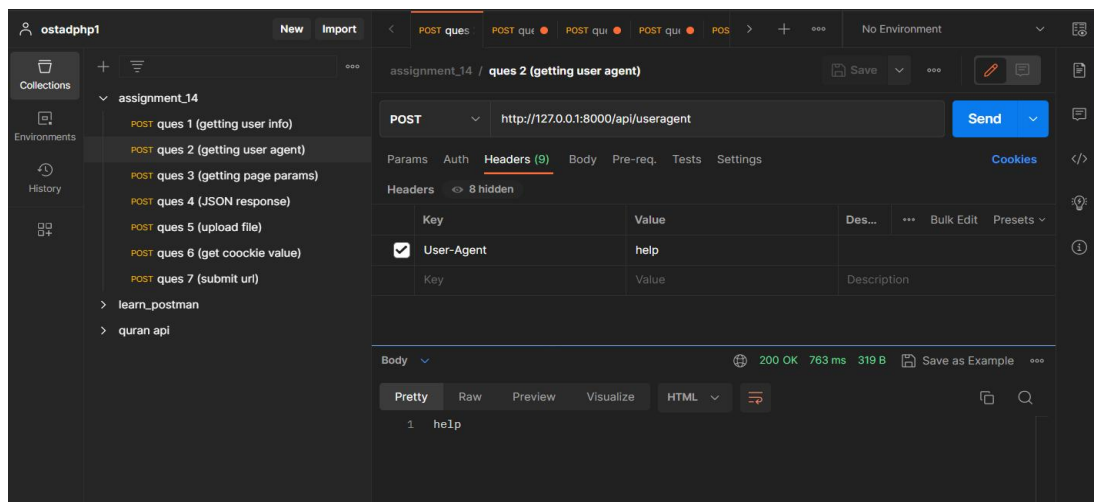 ostadphp1
New Import
POST ques
POST que
POST que
POST que
POS
No Environment
Collections
Environments
History
assignment_14
POST ques 1 (getting user info)
POST ques 2 (getting user agent)
POST ques 3 (getting page params)
POST ques 4 (JSON response)
POST ques 5 (upload file)
POST ques 6 (get coockie value)
POST ques 7 (submit url)
learn_postman
quran api
assignment_14 / ques 2 (getting user agent)
Save
POST http://127.0.0.1:8000/api/useragent Send
Params Auth Headers (9) Body Pre-req. Tests Settings Cookies
Headers 8 hidden
Key Value Des... Bulk Edit Presets
User-Agent help
Key Value Description
Body 200 OK 763 ms 319 B Save as Example
Pretty Raw Preview Visualize HTML
1 help